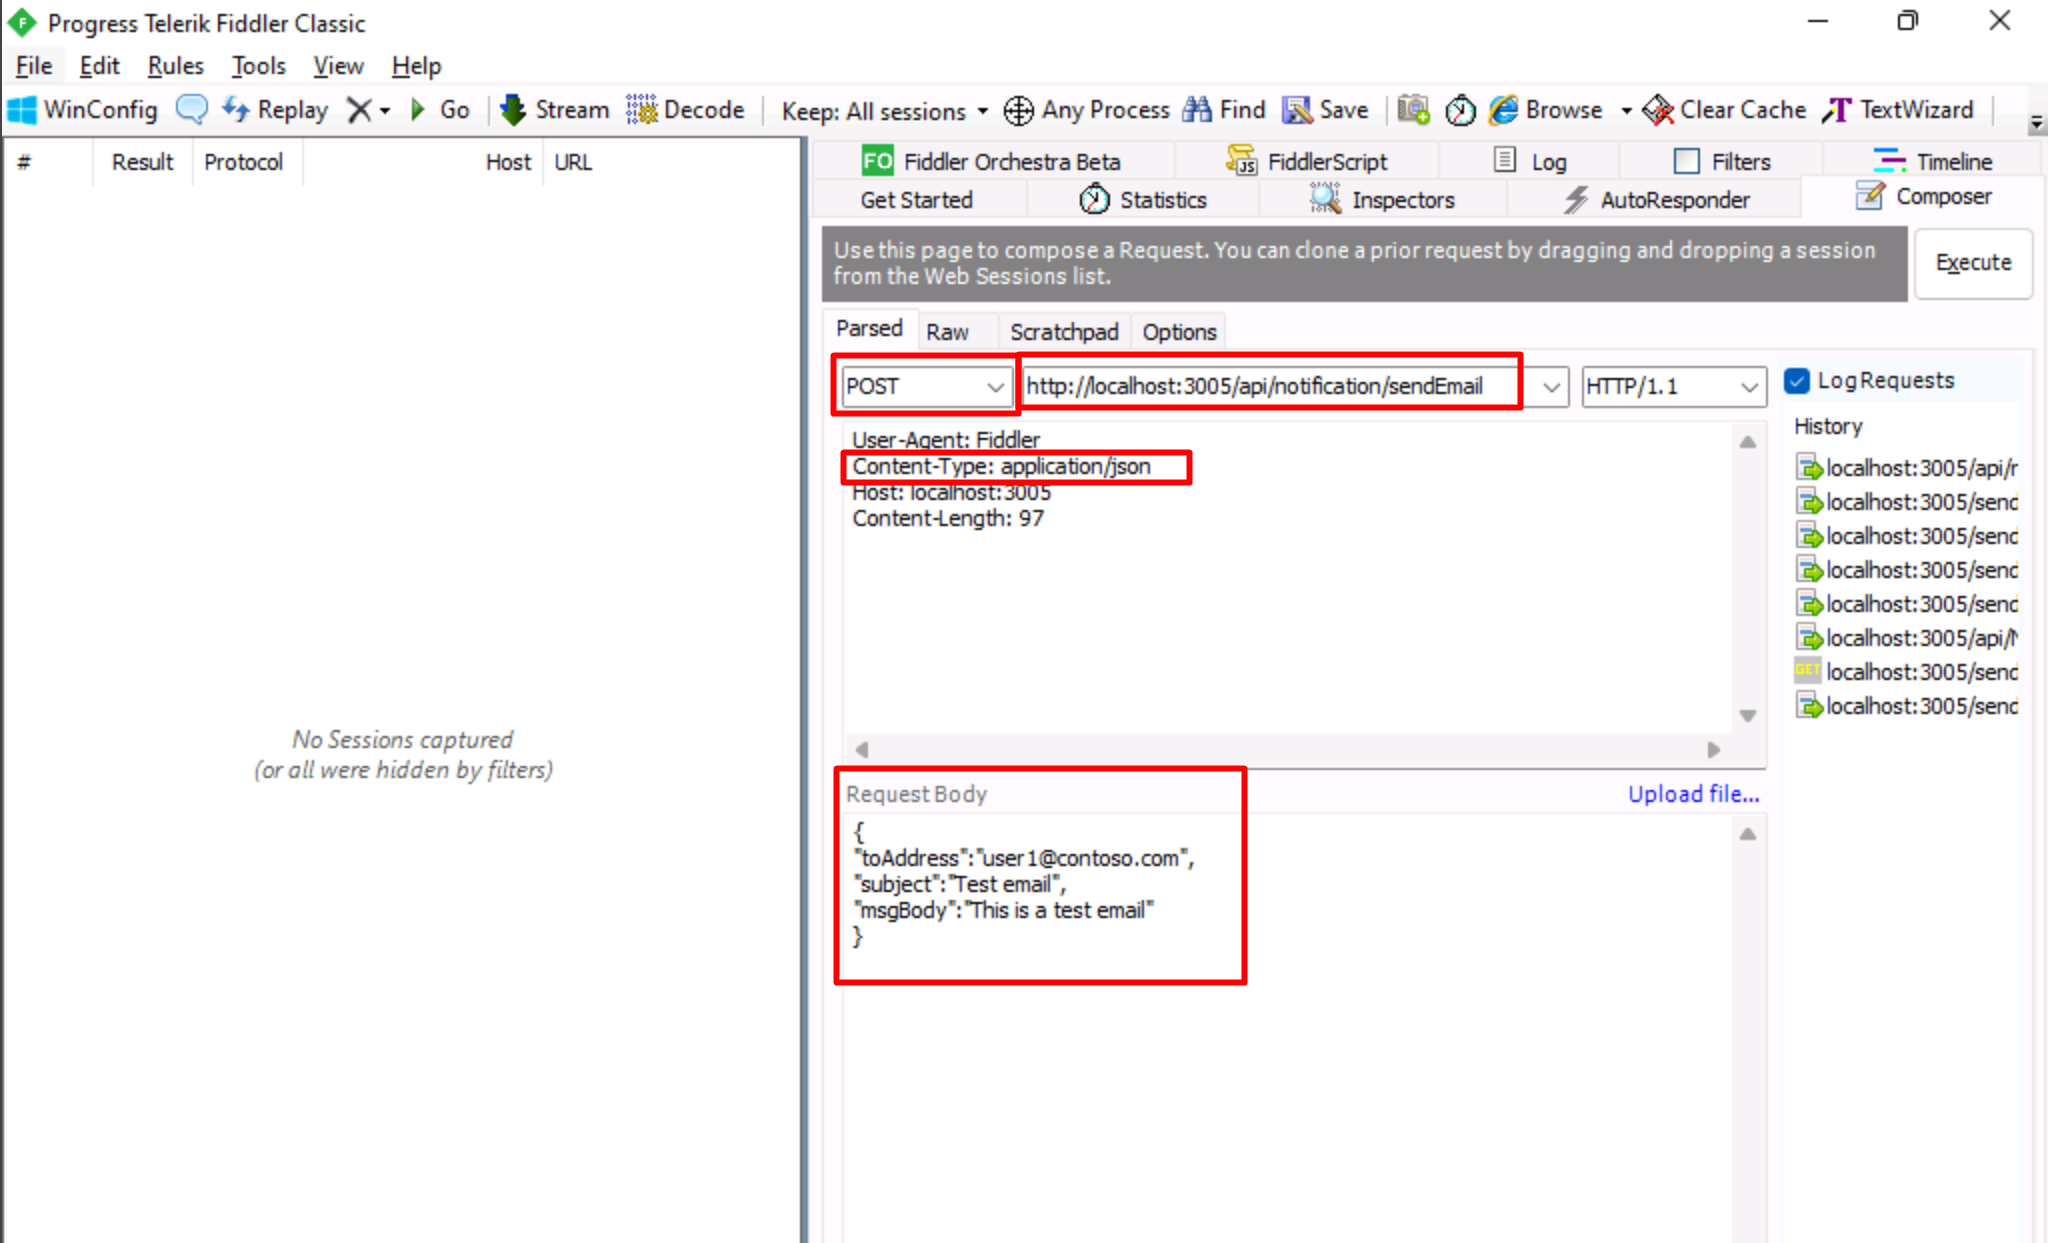 Progress Telerik Fiddler Classic
File Edit Rules Tools View Help
WinConfig Replay Go Stream Decode Keep: All sessions Any Process Find Save Browse Clear Cache TextWizard
# Result Protocol Host URL
FO Fiddler Orchestra Beta FiddlerScript Log Filters Timeline
Get Started Statistics Inspectors AutoResponder Composer
Use this page to compose a Request. You can clone a prior request by dragging and dropping a session
from the Web Sessions list.
Execute
Parsed Raw Scratchpad Options
POST http://localhost:3005/api/notification/sendEmail HTTP/1.1
Log Requests
User-Agent: Fiddler
Content-Type: application/json
Host: localhost:3005
Content-Length: 97
History
localhost:3005/api/r
localhost:3005/send
localhost:3005/send
localhost:3005/send
localhost:3005/send
localhost:3005/api/N
GET localhost:3005/send
localhost:3005/send
No Sessions captured
(or all were hidden by filters)
Request Body Upload file...
{
"toAddress":"user1@contoso.com",
"subject":"Test email",
"msgBody":"This is a test email"
}